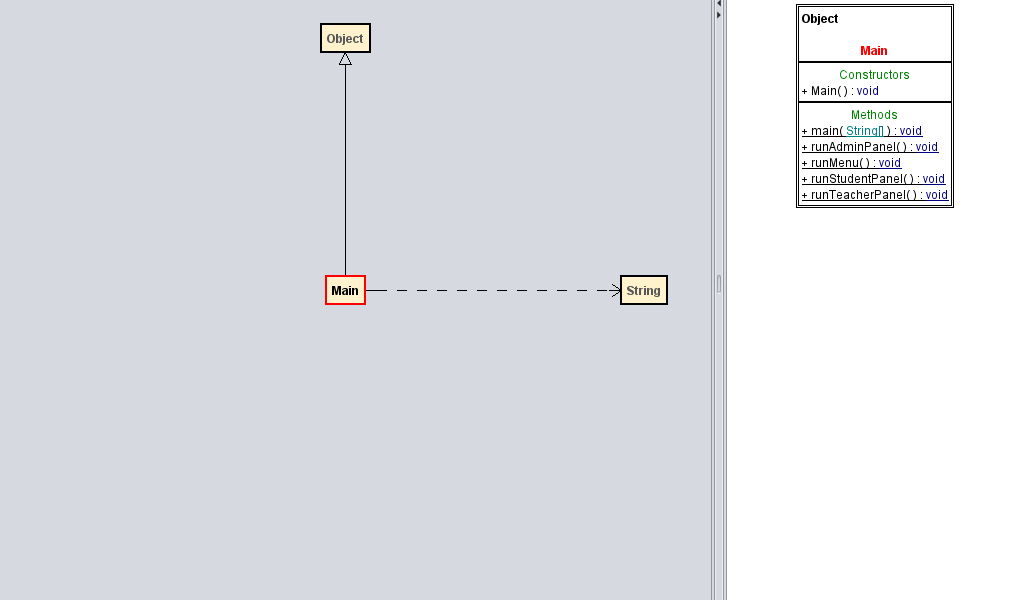 Object
Main
String
Object
Main
Constructors
+ Main( ) : void
Methods
+ main( String[] ) : void
+ runAdminPanel( ) : void
+ runMenu( ) : void
+ runStudentPanel( ) : void
+ runTeacherPanel( ) : void